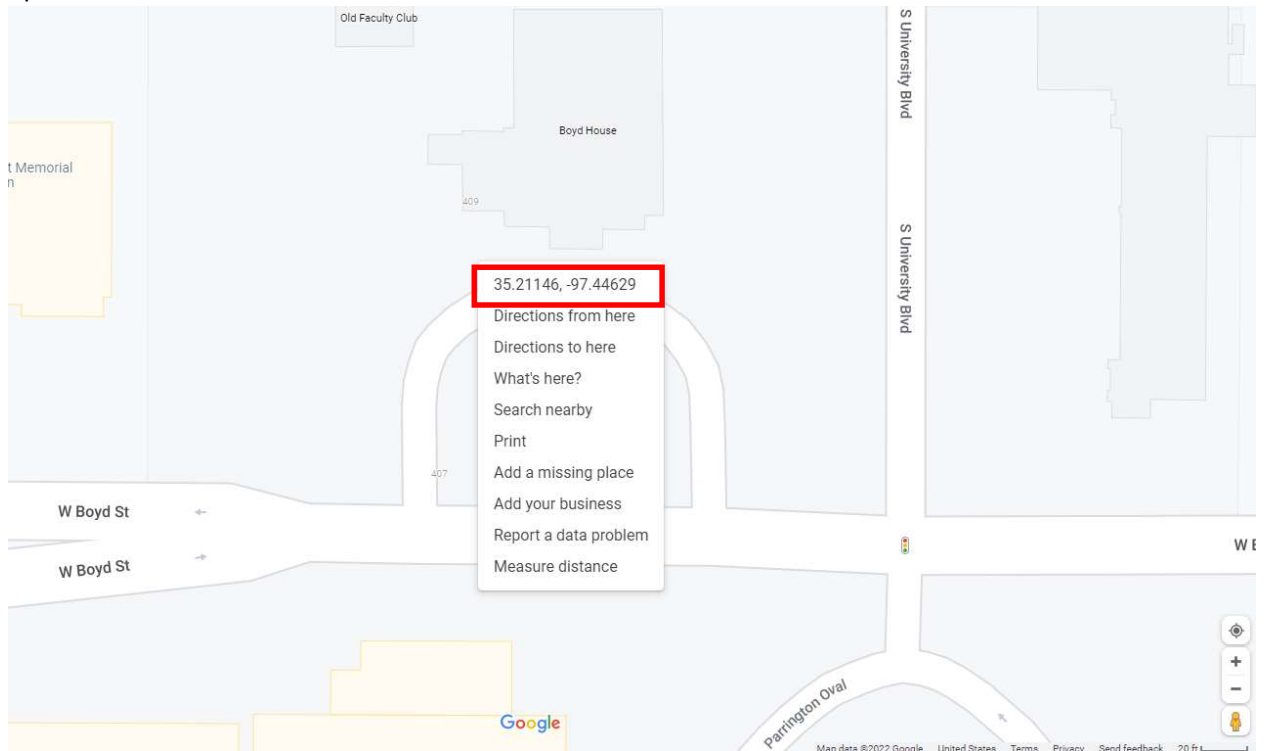 Old Faculty Club
S University Blvd
Boyd House
t Memorial
n
409
S University Blvd
35.21146, -97.44629
Directions from here
Directions to here
What's here?
Search nearby
Print
Add a missing place
407
Add your business
W Boyd St
Report a data problem
W E
W Boyd St
Measure distance
Parrington Oval
Google
Map data ©2022 Google United States Terms Privacy Send feedback 20 ft